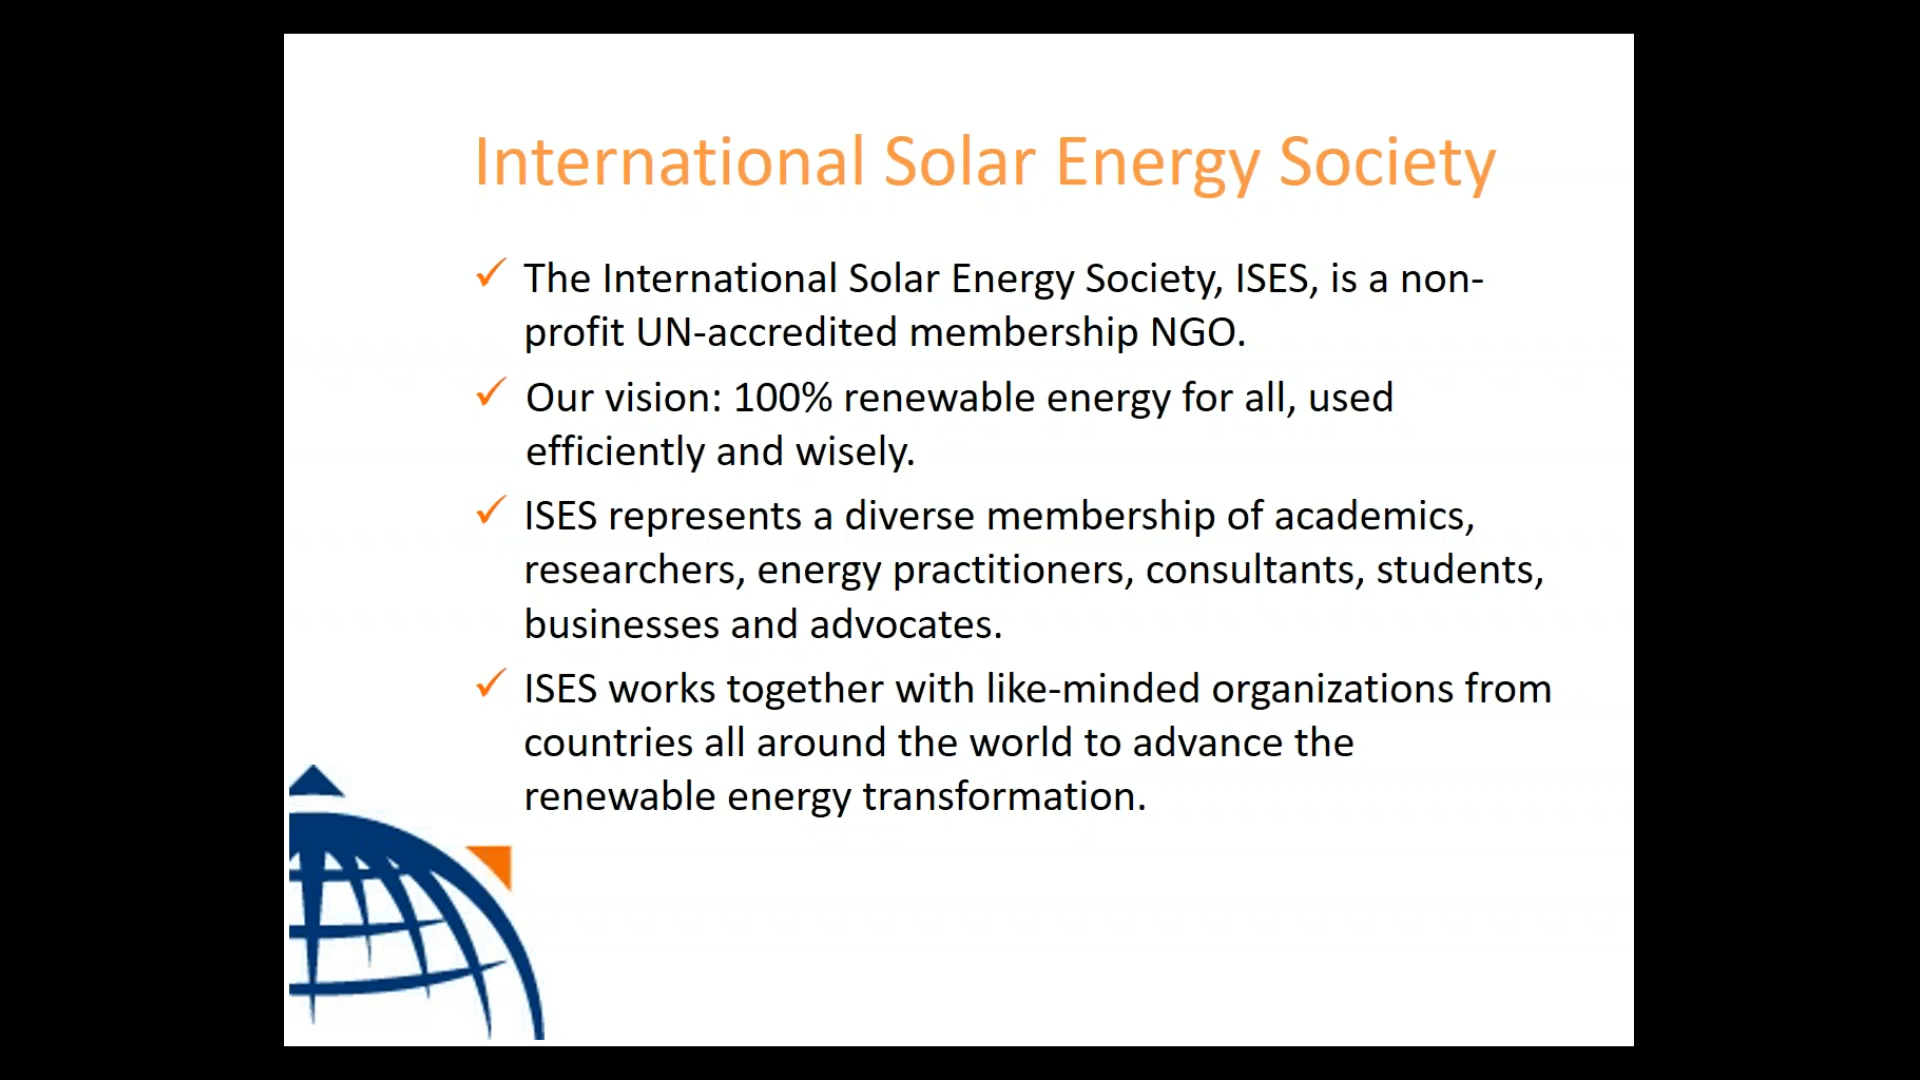 International Solar Energy Society
The International Solar Energy Society, ISES, is a non-
profit UN-accredited membership NGO.
Our vision: 100% renewable energy for all, used
efficiently and wisely.
ISES represents a diverse membership of academics,
researchers, energy practitioners, consultants, students,
businesses and advocates.
ISES works together with like-minded organizations from
countries all around the world to advance the
renewable energy transformation.